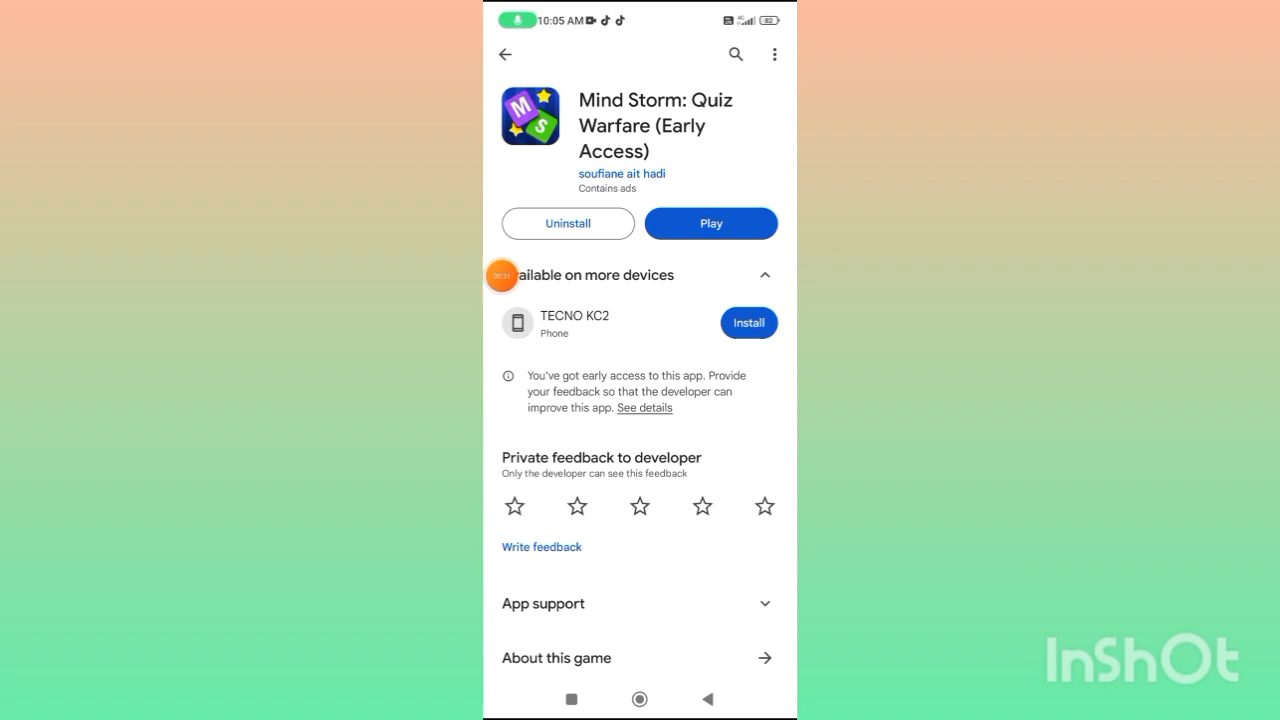 10:05 AM
82
Mind Storm: Quiz
Warfare (Early
Access)
M
S
soufiane ait hadi
Contains ads
Uninstall
Play
00:31
ailable on more devices
TECNO KC2
Phone
Install
You've got early access to this app. Provide
your feedback so that the developer can
improve this app. See details
Private feedback to developer
Only the developer can see this feedback
Write feedback
App support
About this game
InShOt